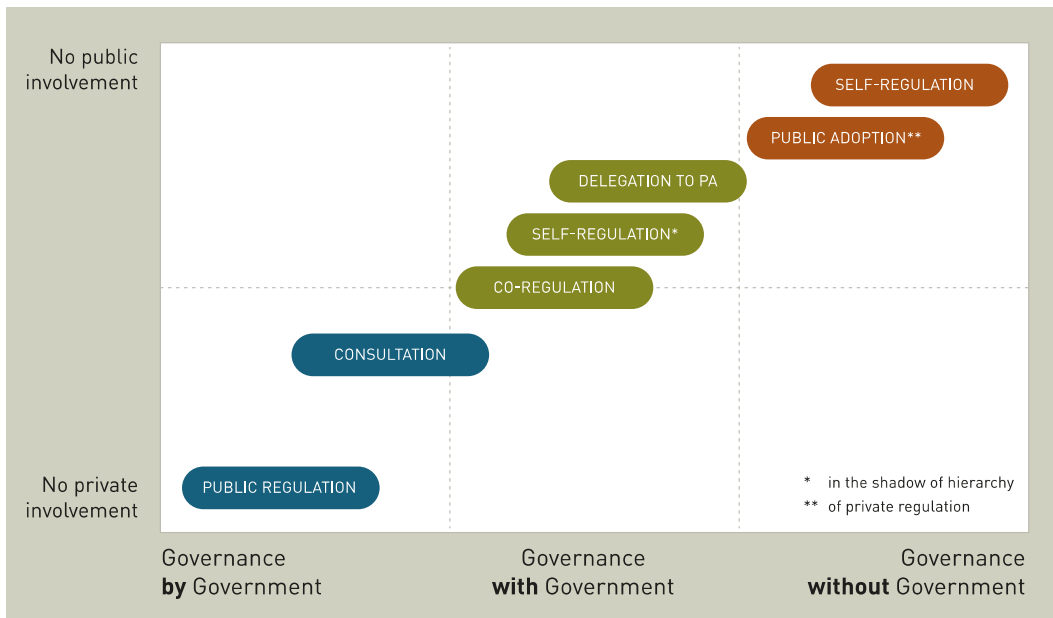 No public
involvement
SELF-REGULATION
PUBLIC ADOPTION**
DELEGATION TO PA
SELF-REGULATION*
CO-REGULATION
CONSULTATION
No private
involvement
PUBLIC REGULATION
* in the shadow of hierarchy
** of private regulation
Governance
by Government
Governance
with Government
Governance
without Government